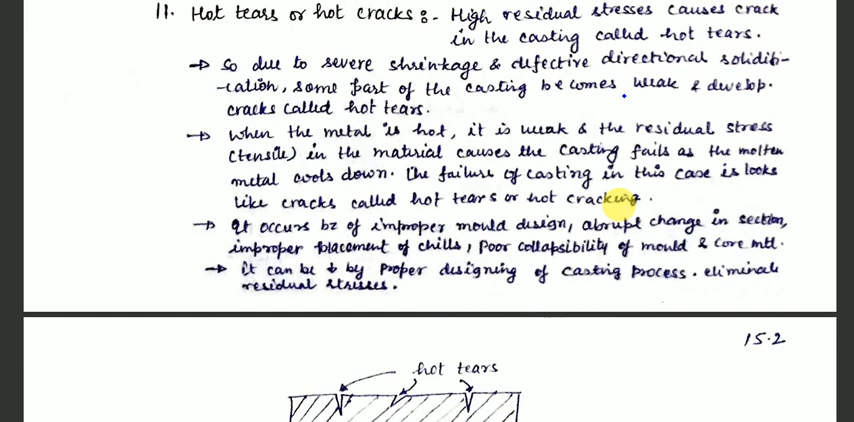 11. Hot tears or hot cracks :- High residual stresses causes crack
in the casting called hot tears.
→ So due to severe shrinkage & defective directional solidifi-
-cation, some part of the casting becomes weak & develop.
cracks called hot tears.
→ When the metal is hot, it is weak & the residual stress
(tensile) in the material causes the casting fails as the molten
metal cools down. The failure of casting in this case is looks
like cracks called hot tears or hot cracking.
→ It occurs bz of improper mould design, abrupt change in section,
improper placement of chills, poor collapsibility of mould & core mtl.
→ it can be ↓ by proper designing of casting process. eliminate
residual stresses.
15.2
hot tears